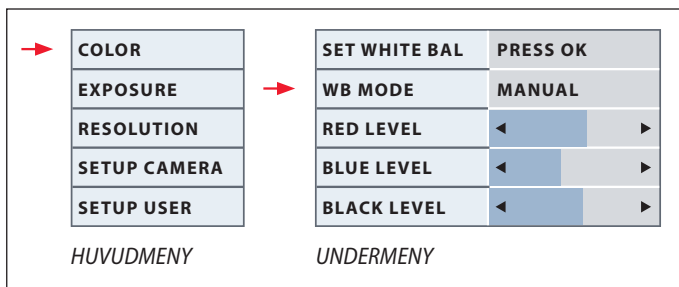 COLOR
EXPOSURE
RESOLUTION
SETUP CAMERA
SETUP USER
HUVUDMENY
SET WHITE BAL PRESS OK
WB MODE MANUAL
RED LEVEL
BLUE LEVEL
BLACK LEVEL
UNDERMENY